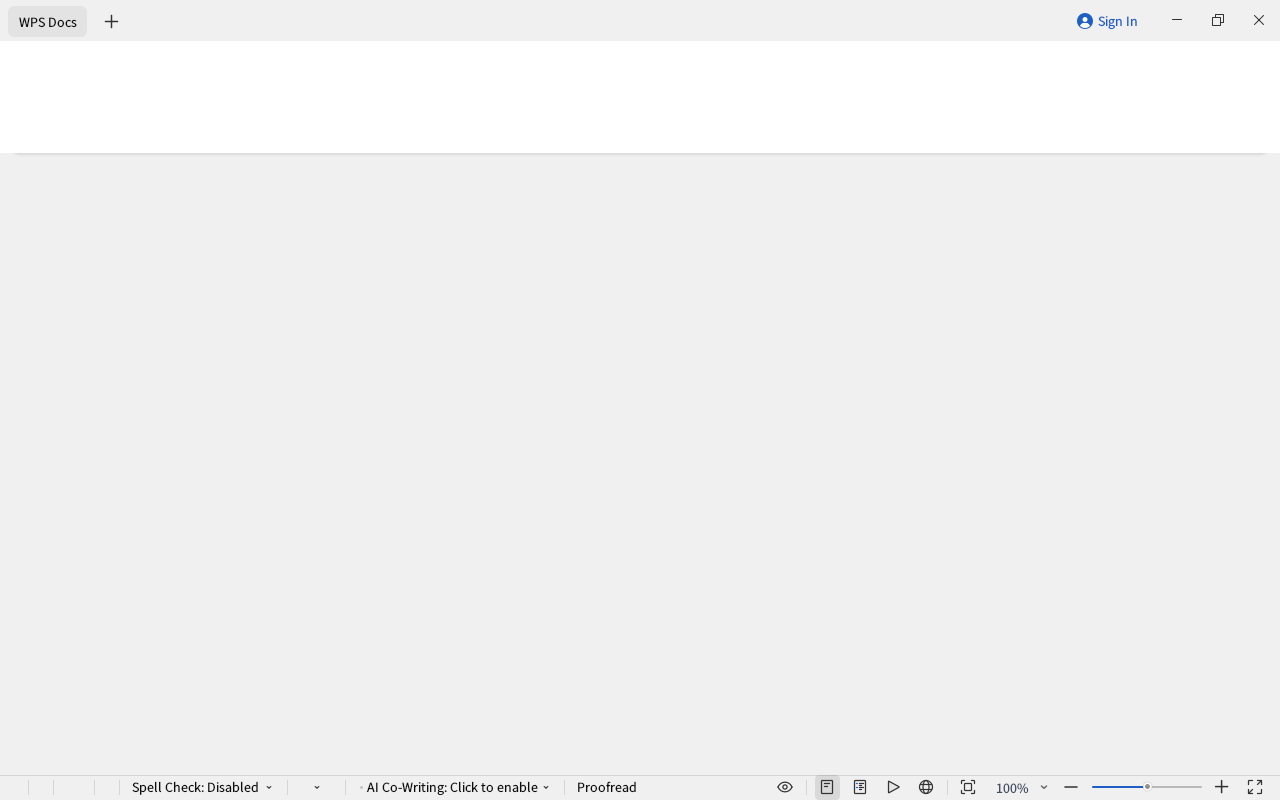 WPS Docs
Sign In
Spell Check: Disabled
AI Co-Writing: Click to enable
Proofread
100%